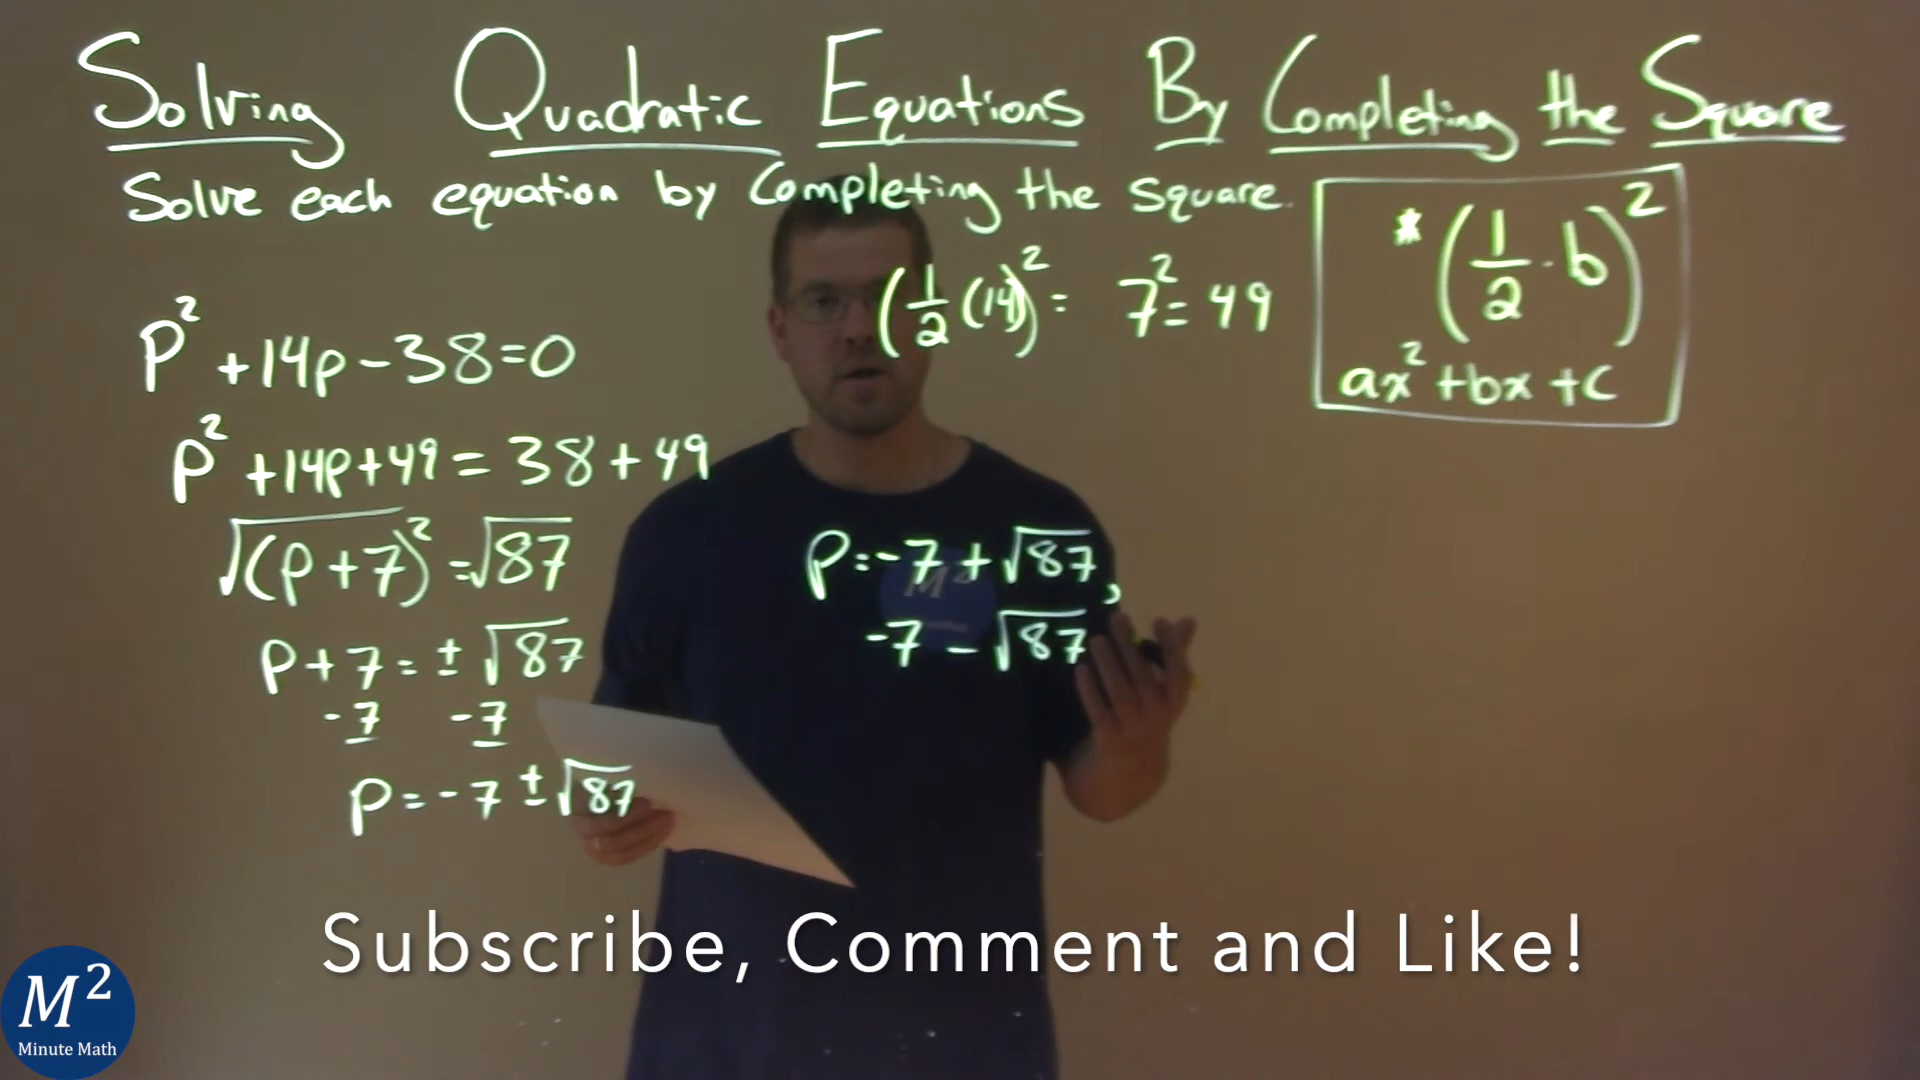 Solving Quadratic Equations By Completing the Square
Solve each equation by Completing the square.
* (1/2 · b)²
ax² + bx + c
(1/2 (14))² = 7² = 49
p² + 14p - 38 = 0
p² + 14p + 49 = 38 + 49
√(p + 7)² = √87
p + 7 = ± √87
-7 -7
p = -7 ± √87
p = -7 + √87,
-7 - √87
M²
Subscribe, Comment and Like!
M²
Minute Math